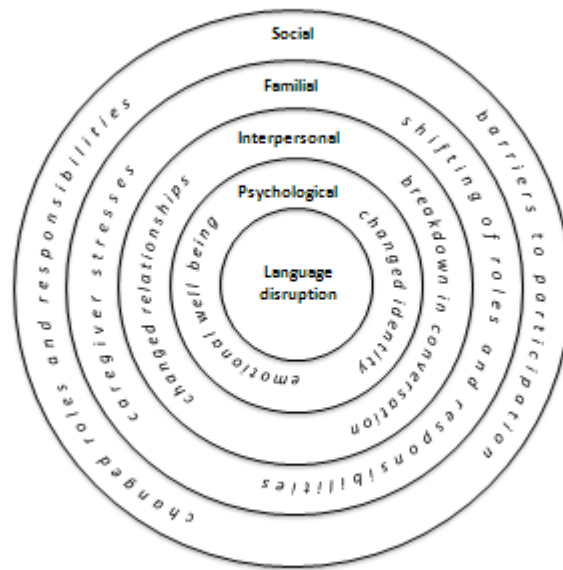 Social
changed roles and responsibilities
barriers to participation
Familial
caregiver stresses
shifting of roles and responsibilities
Interpersonal
changed relationships
breakdown in conversation
Psychological
emotional well being
changed identity
Language
disruption